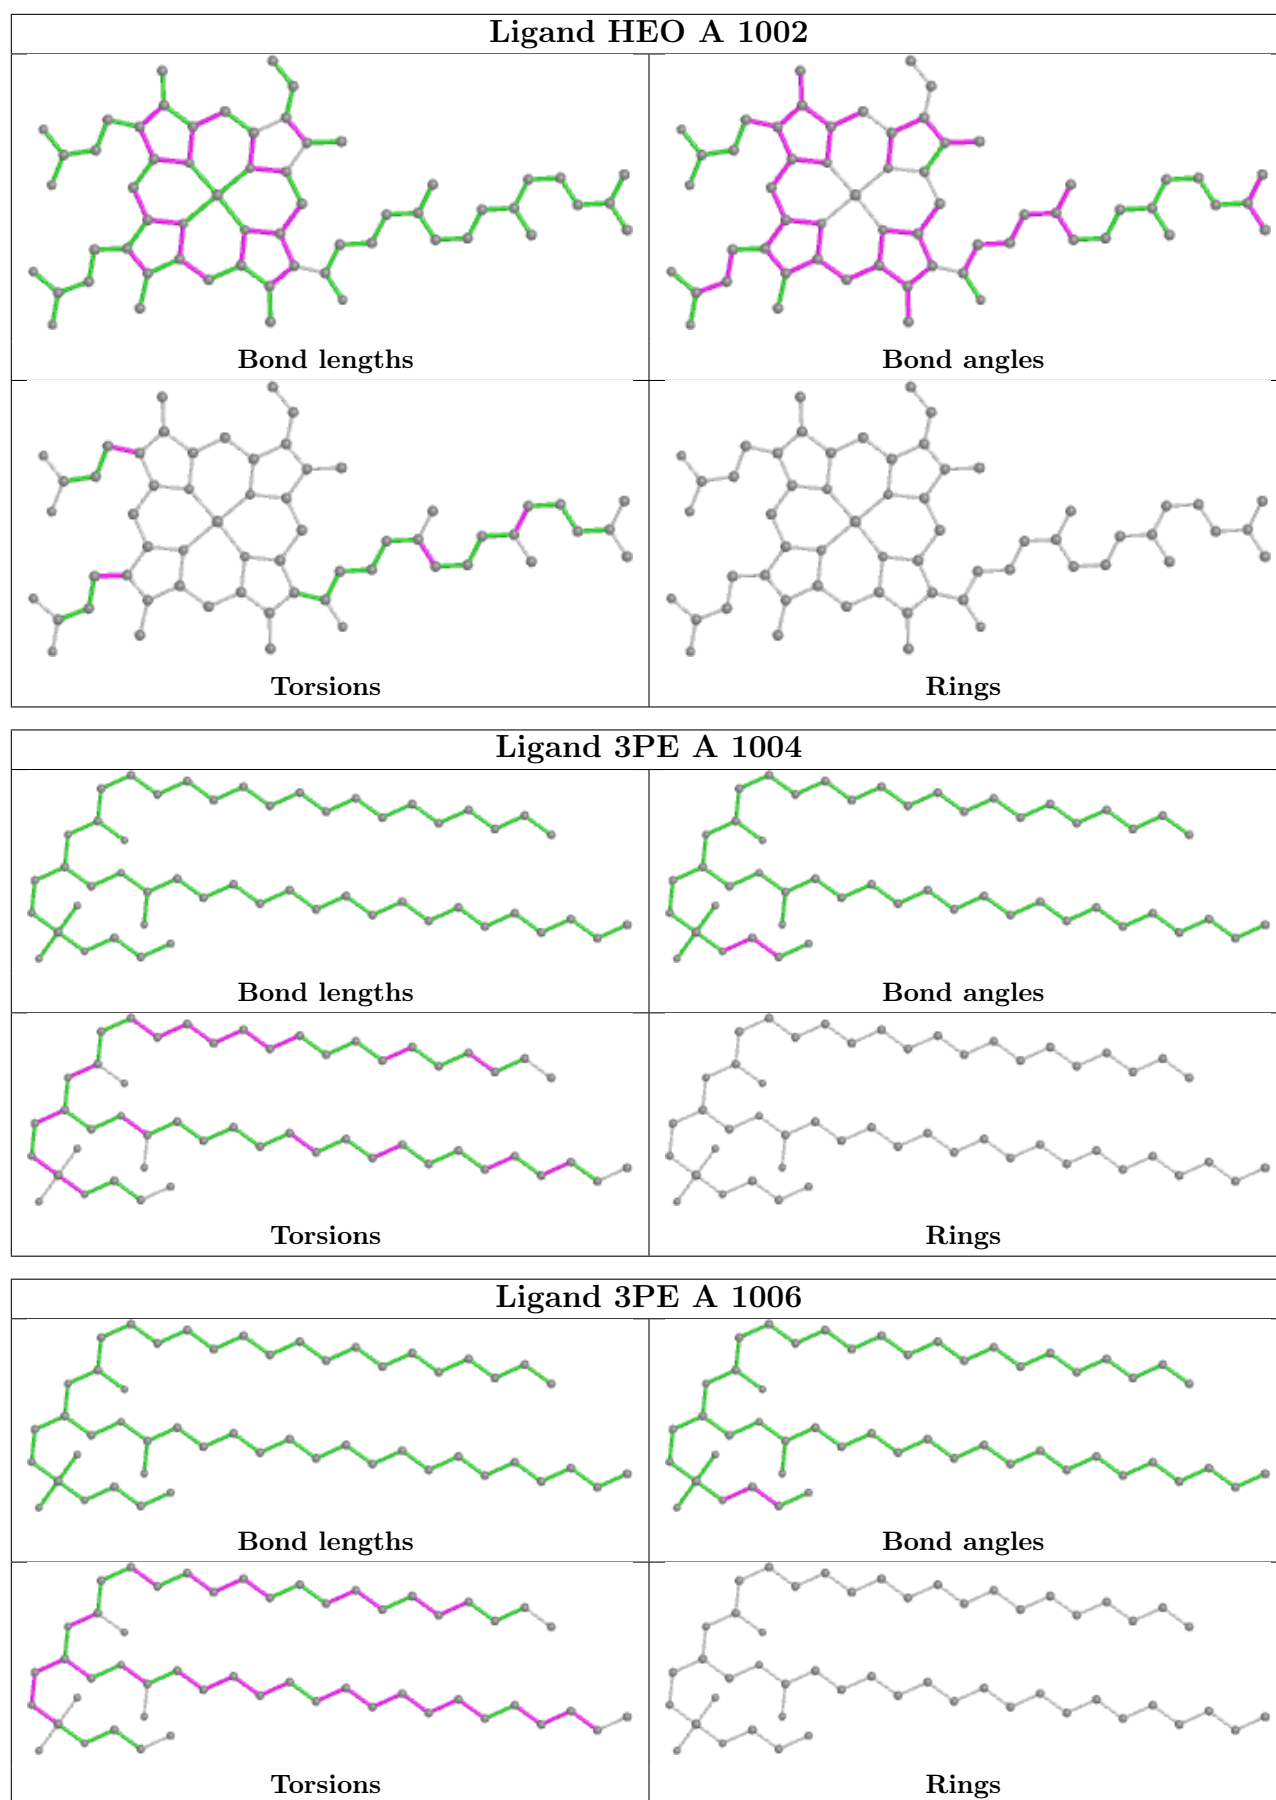 Ligand HEO A 1002
Bond lengths
Bond angles
Torsions
Rings
Ligand 3PE A 1004
Bond lengths
Bond angles
Torsions
Rings
Ligand 3PE A 1006
Bond lengths
Bond angles
Torsions
Rings